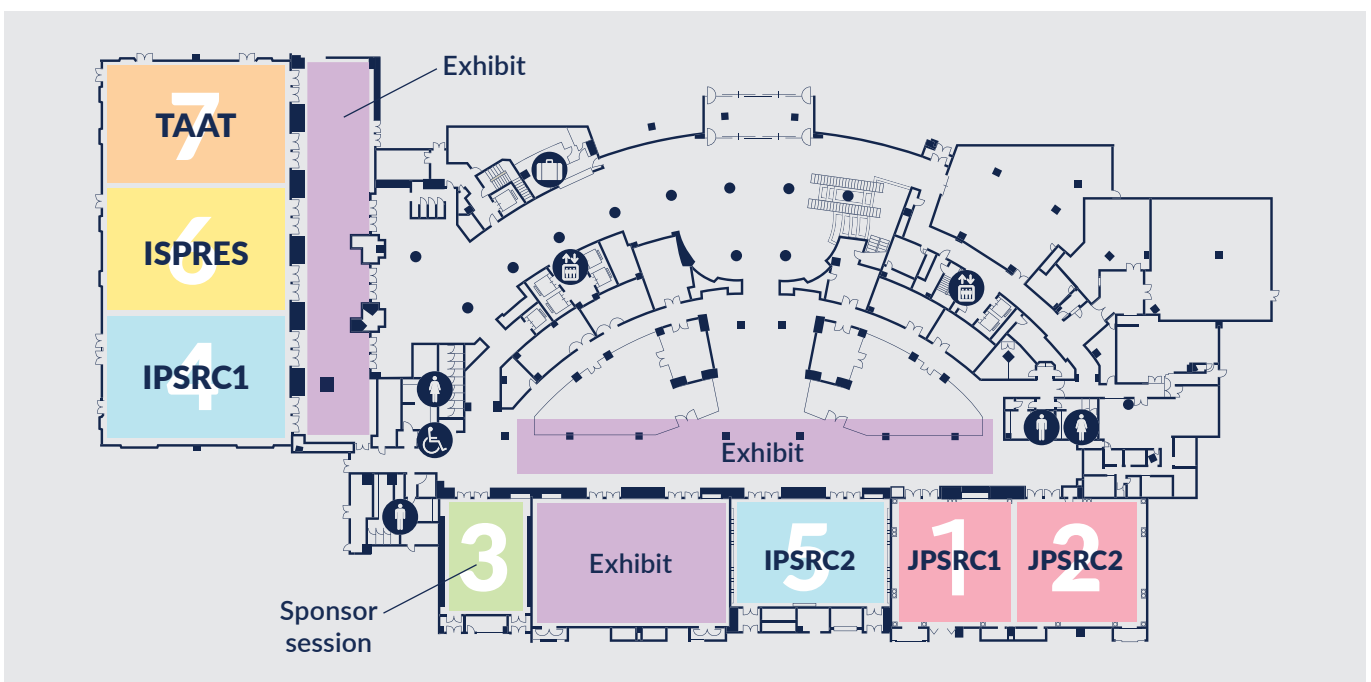 Exhibit
7
TAAT
6
ISPRES
4
IPSRC1
Exhibit
3
Exhibit
5
IPSRC2
1
JPSRC1
2
JPSRC2
Sponsor
session